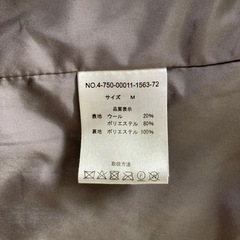 NO.4-750-00011-1563-72
サイズ M
品質表示
表地 ウール 20%
ポリエステル 80%
裏地 ポリエステル 100%
取扱方法